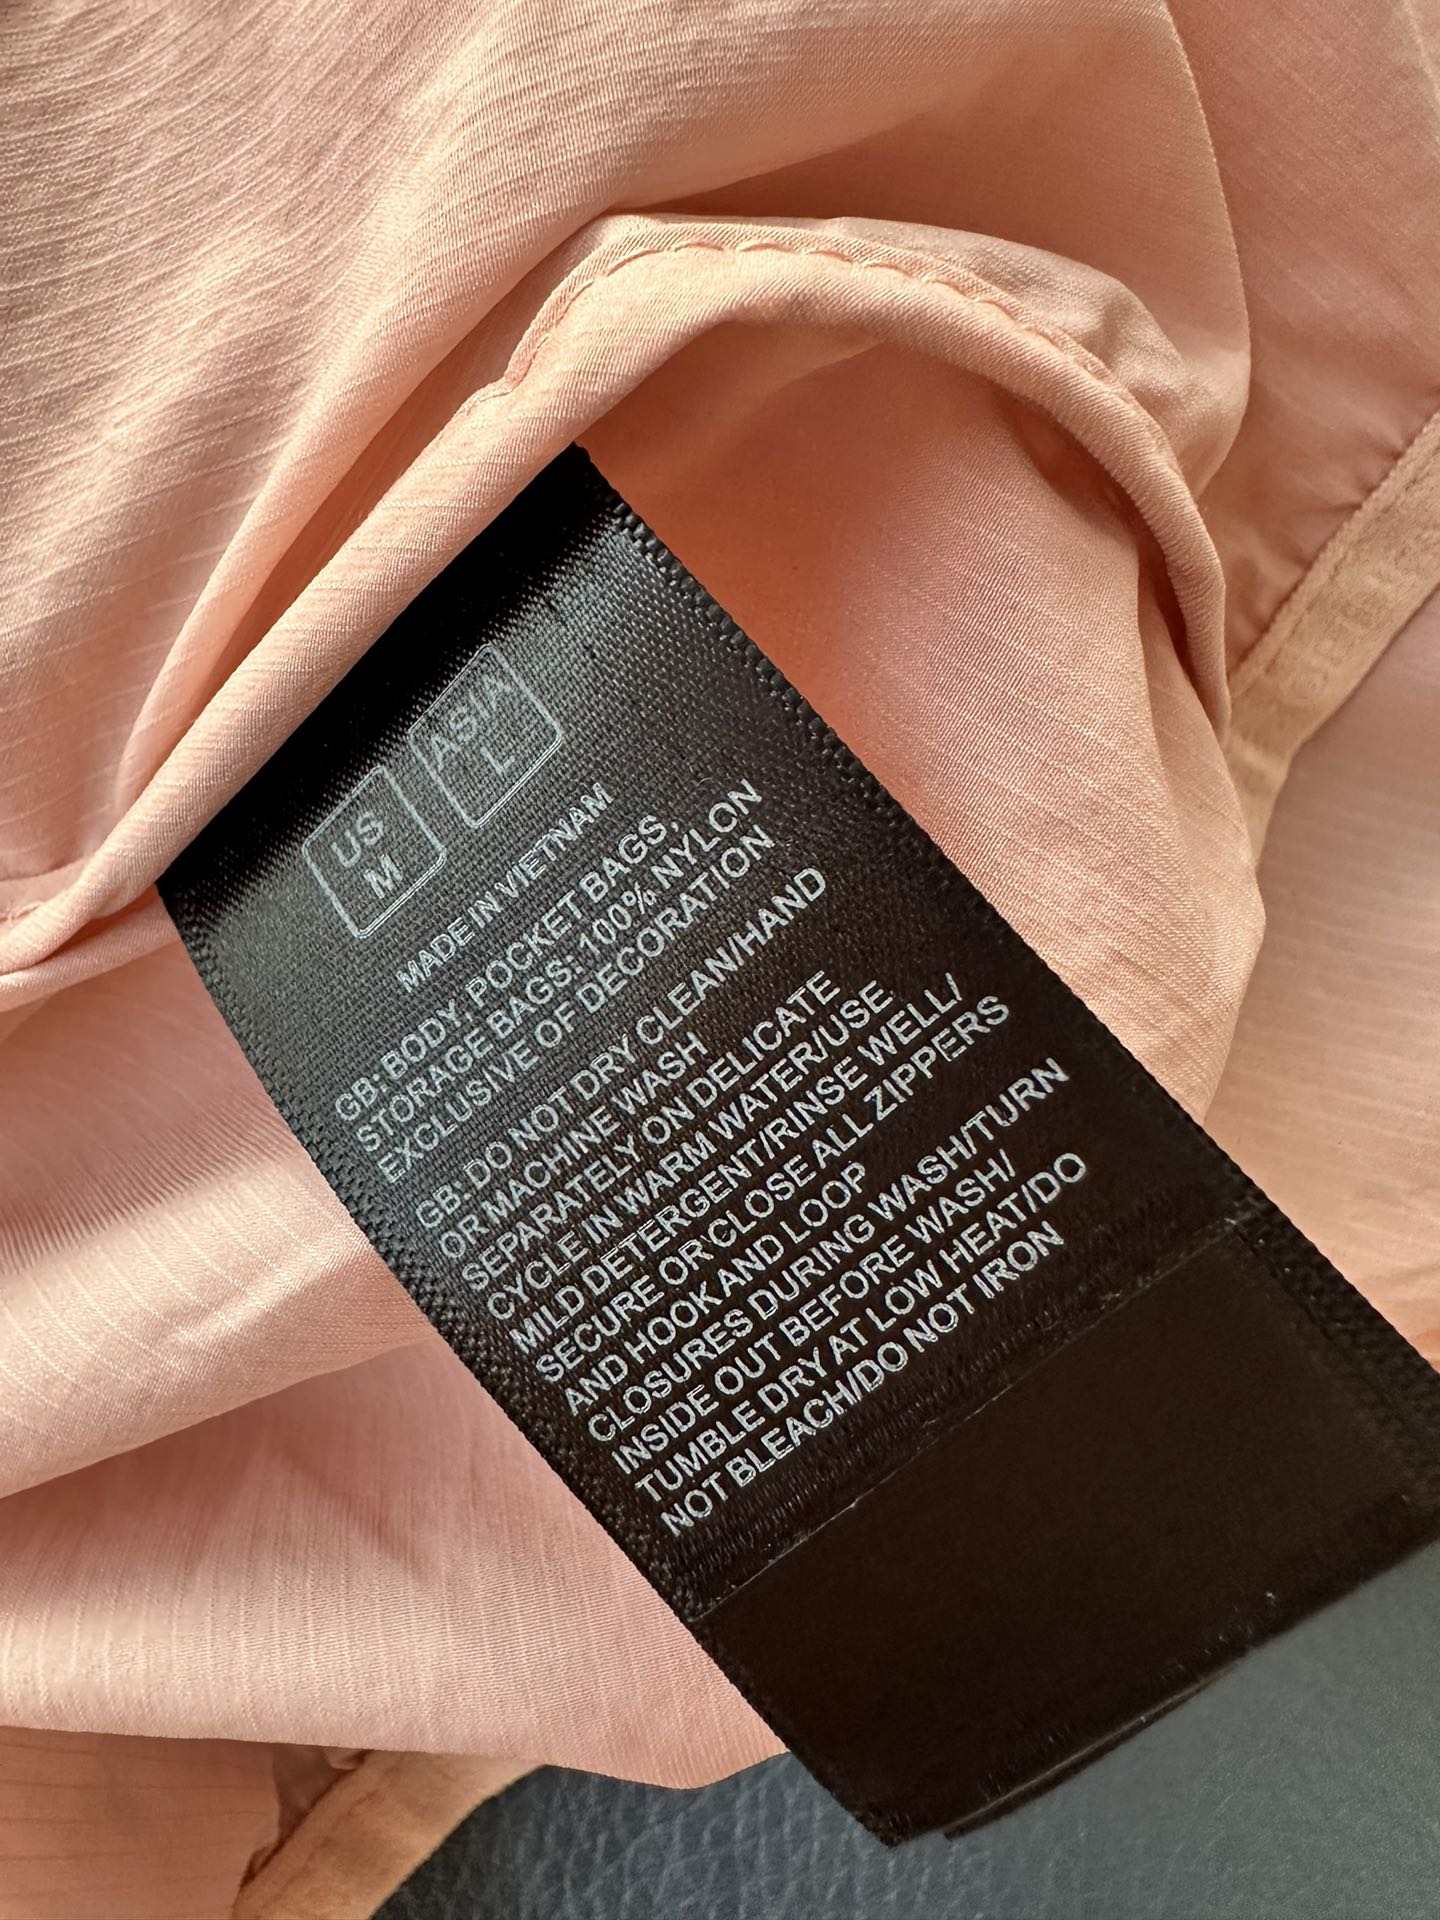 US
M
ASIA
L
MADE IN VIETNAM
GB: BODY, POCKET BAGS,
STORAGE BAGS: 100% NYLON
EXCLUSIVE OF DECORATION
GB: DO NOT DRY CLEAN/HAND
OR MACHINE WASH
SEPARATELY ON DELICATE
CYCLE IN WARM WATER/USE
MILD DETERGENT/RINSE WELL/
SECURE OR CLOSE ALL ZIPPERS
AND HOOK AND LOOP
CLOSURES DURING WASH/TURN
INSIDE OUT BEFORE WASH/
TUMBLE DRY AT LOW HEAT/DO
NOT BLEACH/DO NOT IRON